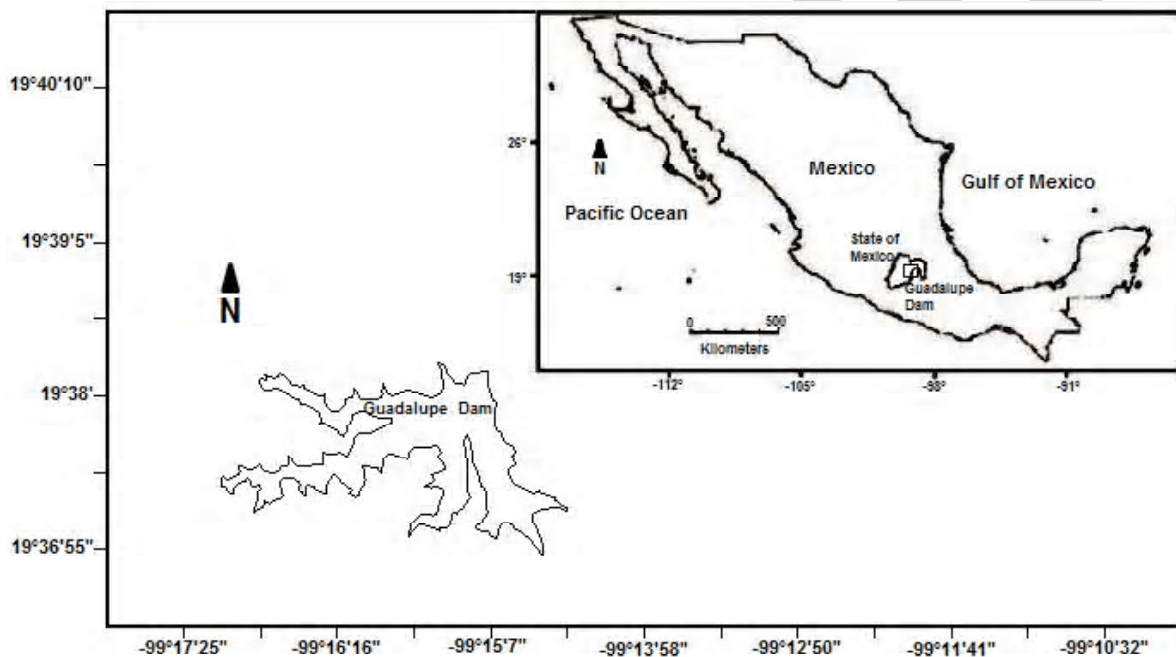 19°40'10"
19°39'5"
19°38'
19°36'55"
N
Guadalupe Dam
-99°17'25"
-99°16'16"
-99°15'7"
-99°13'58"
-99°12'50"
-99°11'41"
-99°10'32"
26°
19°
N
Mexico
Gulf of Mexico
Pacific Ocean
State of
Mexico
Guadalupe
Dam
0 500
Kilometers
-112°
-105°
-98°
-91°